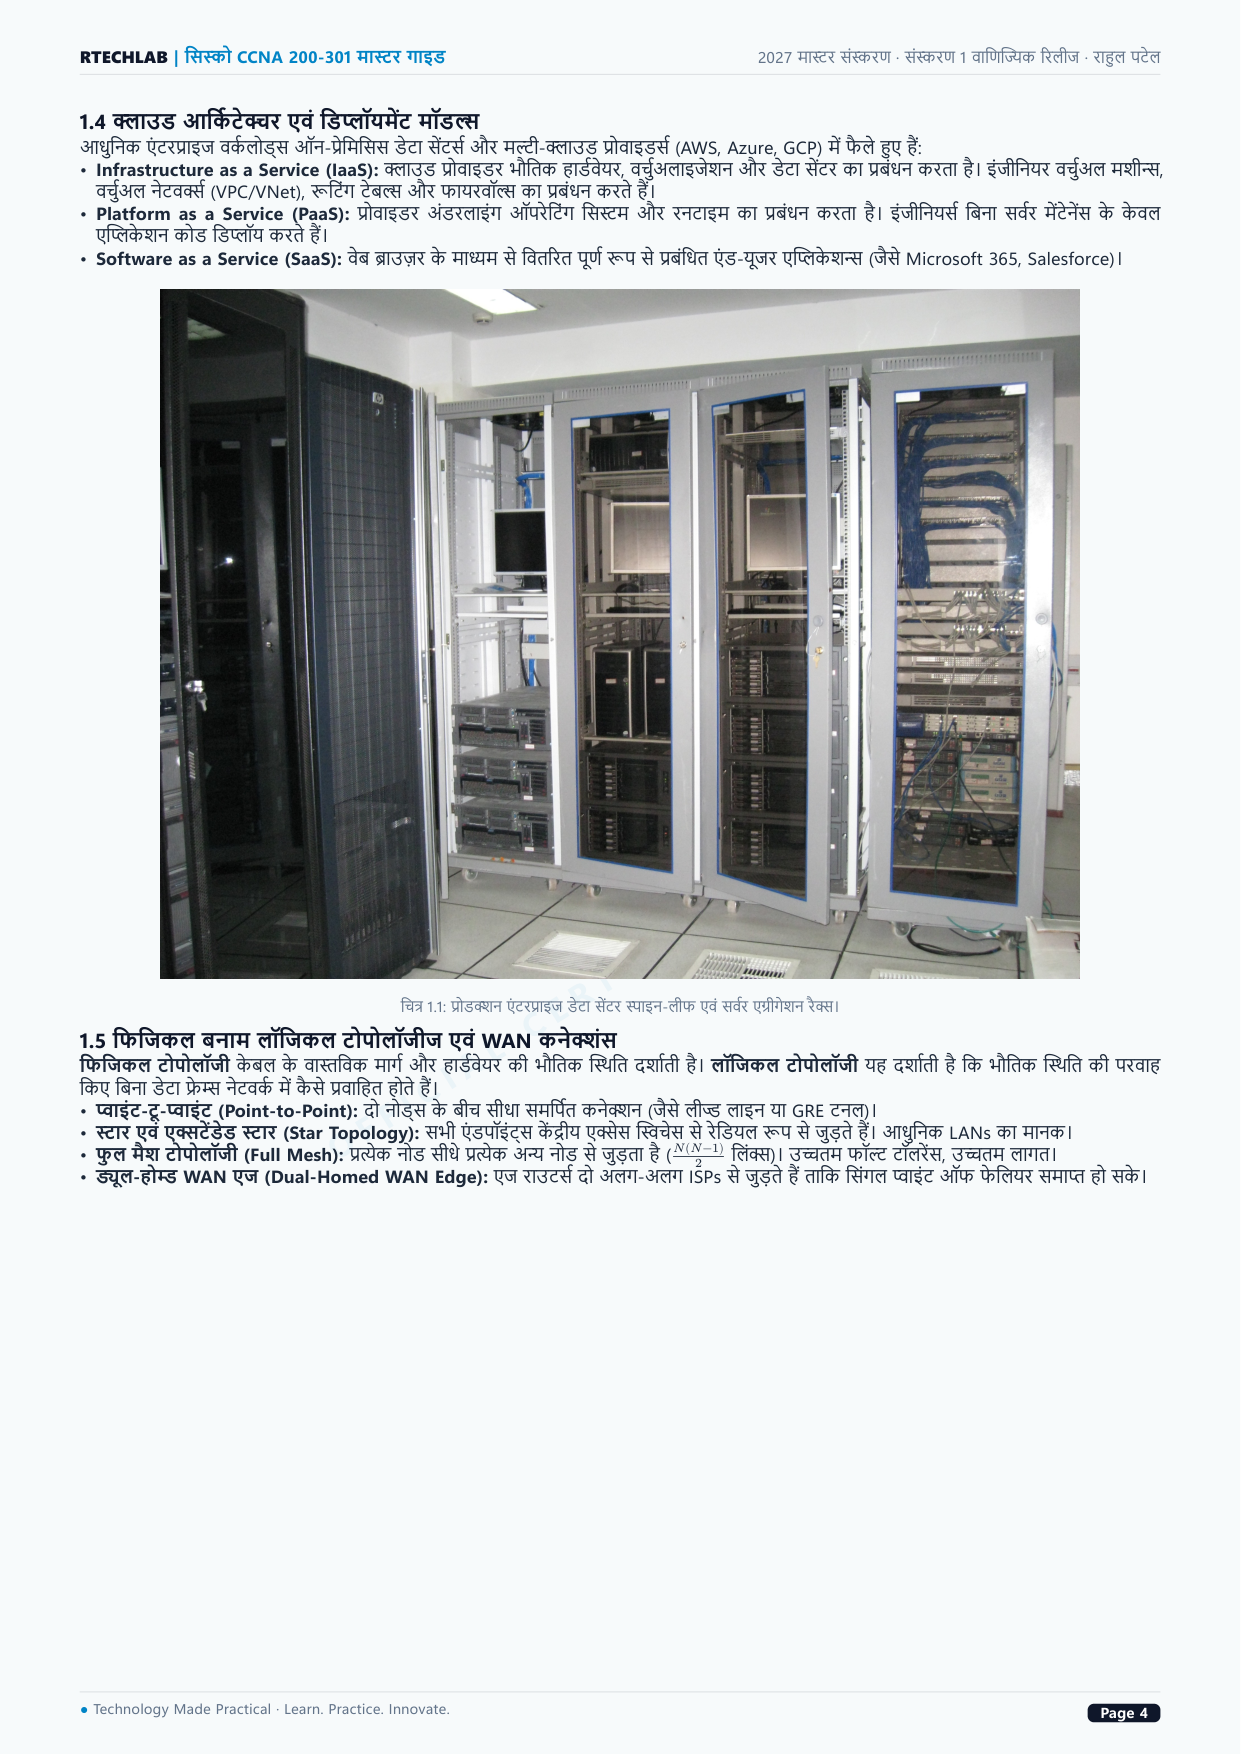 RTECHLAB | सिस्को CCNA 200-301 मास्टर गाइड
2027 मास्टर संस्करण · संस्करण 1 वाणिज्यिक रिलीज · राहुल पटेल
1.4 क्लाउड आर्किटेक्चर एवं डिप्लॉयमेंट मॉडल्स
आधुनिक एंटरप्राइज वर्कलोड्स ऑन-प्रेमिसिस डेटा सेंटर्स और मल्टी-क्लाउड प्रोवाइडर्स (AWS, Azure, GCP) में फैले हुए हैं:
• Infrastructure as a Service (IaaS): क्लाउड प्रोवाइडर भौतिक हार्डवेयर, वर्चुअलाइजेशन और डेटा सेंटर का प्रबंधन करता है। इंजीनियर वर्चुअल मशीन्स,
वर्चुअल नेटवर्क्स (VPC/VNet), रूटिंग टेबल्स और फायरवॉल्स का प्रबंधन करते हैं।
• Platform as a Service (PaaS): प्रोवाइडर अंडरलाइंग ऑपरेटिंग सिस्टम और रनटाइम का प्रबंधन करता है। इंजीनियर्स बिना सर्वर मेंटेनेंस के केवल
एप्लिकेशन कोड डिप्लॉय करते हैं।
• Software as a Service (SaaS): वेब ब्राउज़र के माध्यम से वितरित पूर्ण रूप से प्रबंधित एंड-यूजर एप्लिकेशन्स (जैसे Microsoft 365, Salesforce)।
चित्र 1.1: प्रोडक्शन एंटरप्राइज डेटा सेंटर स्पाइन-लीफ एवं सर्वर एग्रीगेशन रैक्स।
1.5 फिजिकल बनाम लॉजिकल टोपोलॉजीज एवं WAN कनेक्शंस
फिजिकल टोपोलॉजी केबल के वास्तविक मार्ग और हार्डवेयर की भौतिक स्थिति दर्शाती है। लॉजिकल टोपोलॉजी यह दर्शाती है कि भौतिक स्थिति की परवाह
किए बिना डेटा फ्रेम्स नेटवर्क में कैसे प्रवाहित होते हैं।
• प्वाइंट-टू-प्वाइंट (Point-to-Point): दो नोड्स के बीच सीधा समर्पित कनेक्शन (जैसे लीज्ड लाइन या GRE टनल)।
• स्टार एवं एक्सटेंडेड स्टार (Star Topology): सभी एंडपॉइंट्स केंद्रीय एक्सेस स्विचेस से रेडियल रूप से जुड़ते हैं। आधुनिक LANs का मानक।
• फुल मैश टोपोलॉजी (Full Mesh): प्रत्येक नोड सीधे प्रत्येक अन्य नोड से जुड़ता है (N(N−1)/2 लिंक्स)। उच्चतम फॉल्ट टॉलरेंस, उच्चतम लागत।
• ड्यूल-होम्ड WAN एज (Dual-Homed WAN Edge): एज राउटर्स दो अलग-अलग ISPs से जुड़ते हैं ताकि सिंगल प्वाइंट ऑफ फेलियर समाप्त हो सके।
• Technology Made Practical · Learn. Practice. Innovate.
Page 4